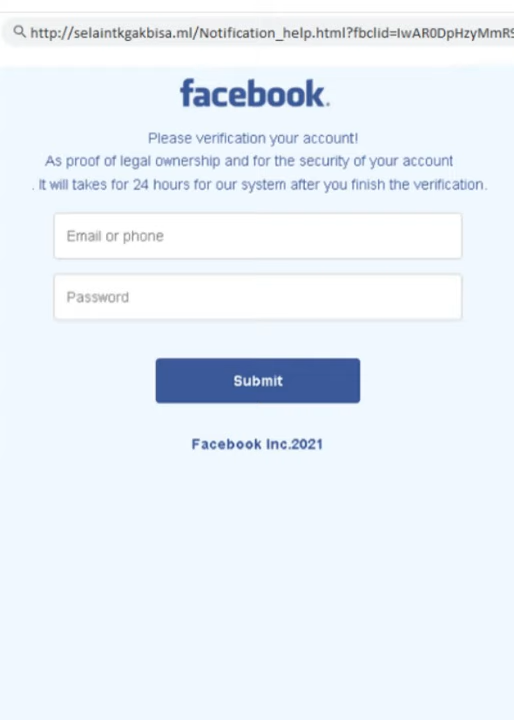 http://selaintkgakbisa.ml/Notification_help.html?fbclid=IwAR0DpHzyMmR9
facebook.
Please verification your account!
As proof of legal ownership and for the security of your account
. It will takes for 24 hours for our system after you finish the verification.
Email or phone
Password
Submit
Facebook Inc.2021